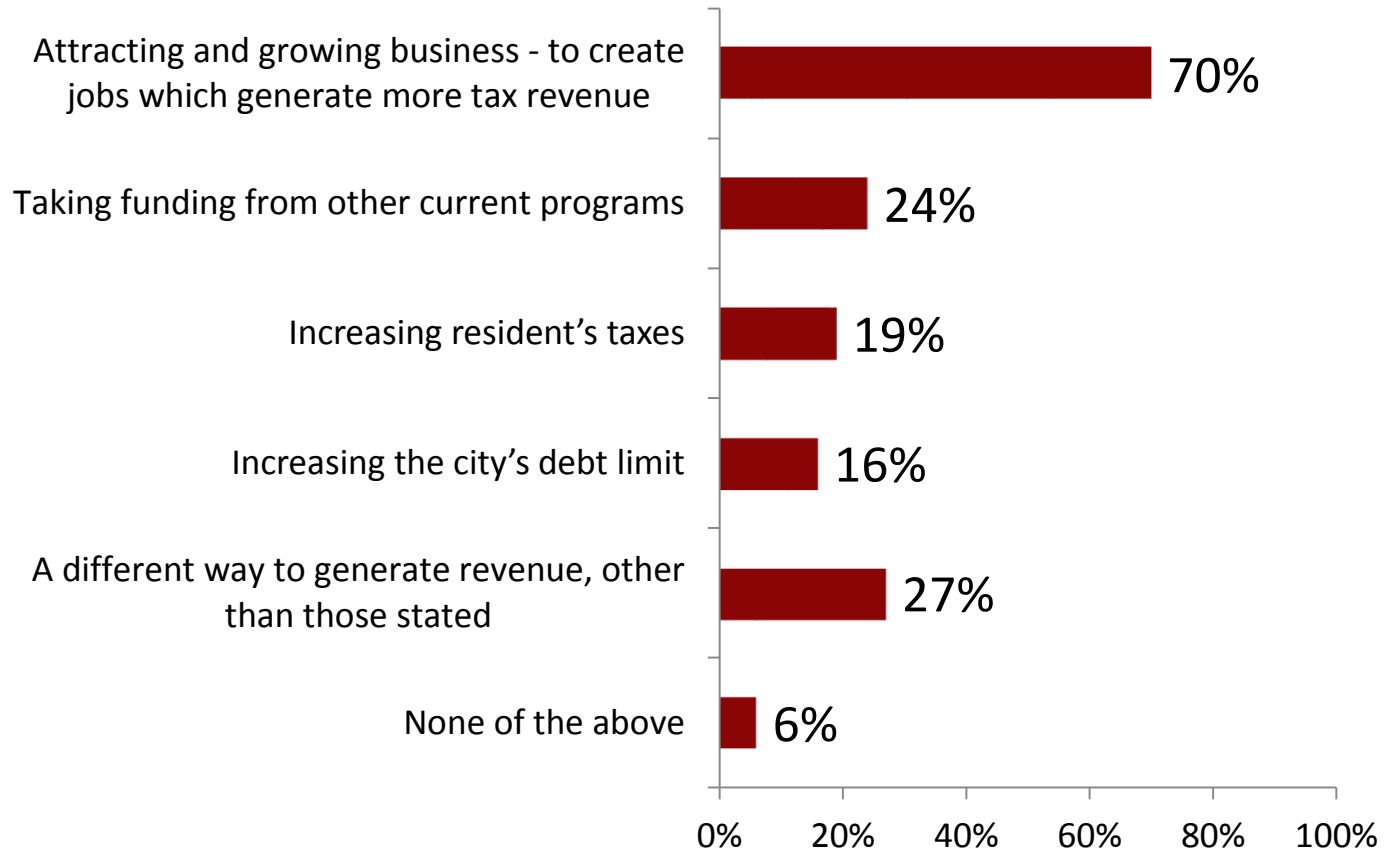 Attracting and growing business - to create
jobs which generate more tax revenue
70%
Taking funding from other current programs
24%
Increasing resident’s taxes
19%
Increasing the city’s debt limit
16%
A different way to generate revenue, other
than those stated
27%
None of the above
6%
0% 20% 40% 60% 80% 100%